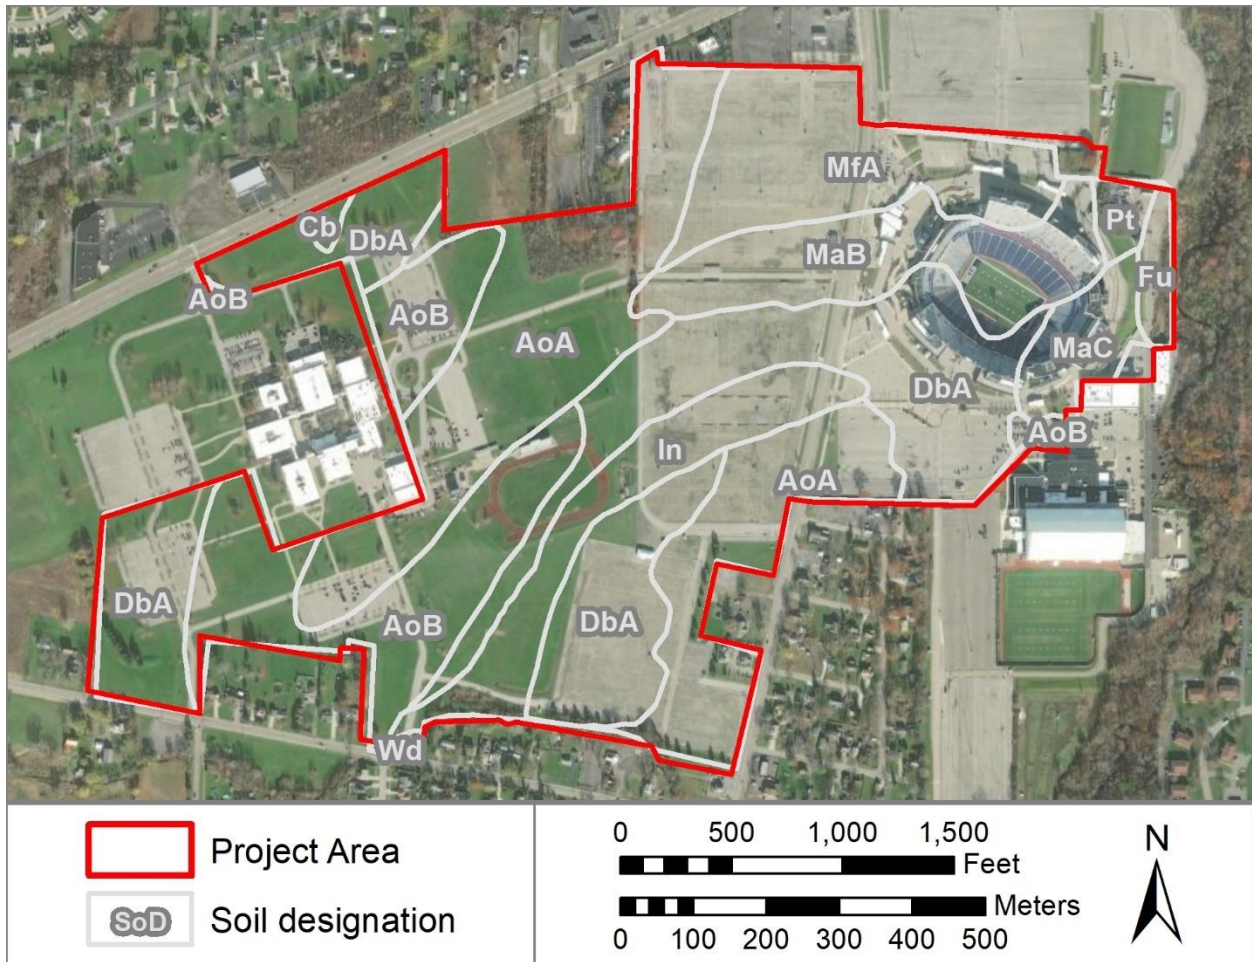 MfA
Cb
DbA
Pt
MaB
Fu
AoB
AoB
AoA
MaC
DbA
In
AoB
AoA
DbA
AoB
DbA
Wd
Project Area
SoD
Soil designation
0 500 1,000 1,500
Feet
Meters
0 100 200 300 400 500
N